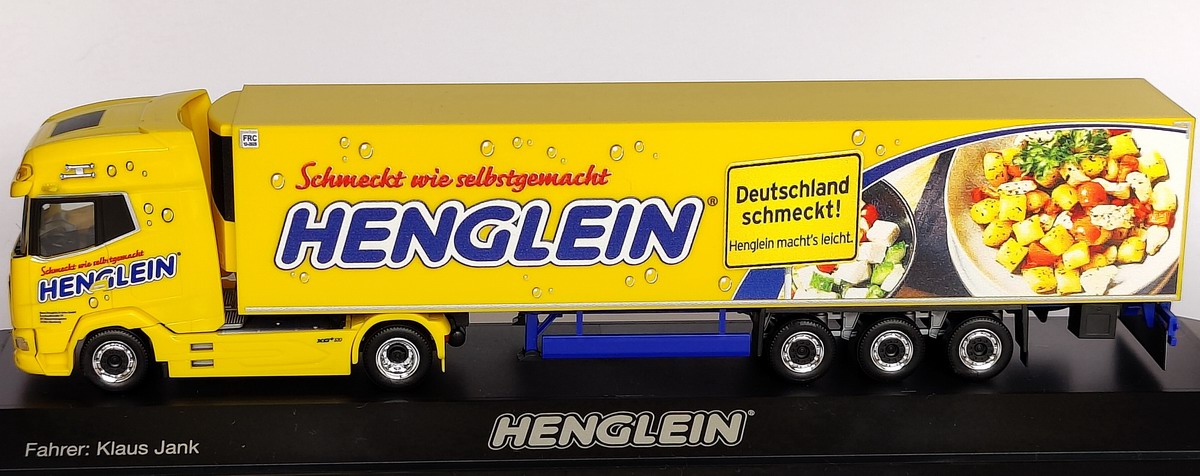 FRC
Schmeckt wie selbstgemacht
HENGLEIN®
Deutschland
schmeckt!
Henglein macht's leicht.
Schmeckt wie selbstgemacht
HENGLEIN®
HENGLEIN®
Fahrer: Klaus Jank